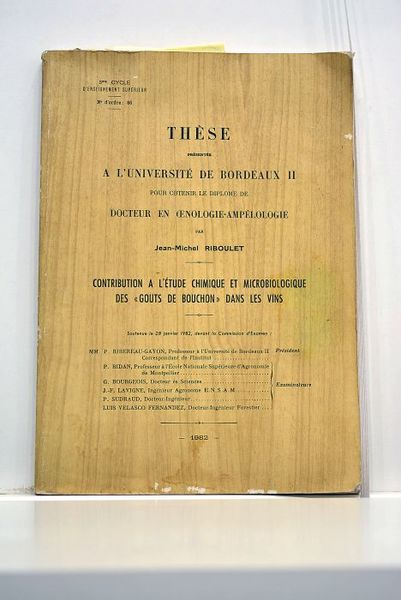 3me CYCLE
D'ENSEIGNEMENT SUPÉRIEUR
N° d'ordre : 96
THÈSE
PRÉSENTÉE
A L'UNIVERSITÉ DE BORDEAUX II
POUR OBTENIR LE DIPLOME DE
DOCTEUR EN ŒNOLOGIE-AMPÉLOLOGIE
PAR
Jean-Michel RIBOULET
CONTRIBUTION A L'ÉTUDE CHIMIQUE ET MICROBIOLOGIQUE
DES «GOUTS DE BOUCHON» DANS LES VINS
Soutenue le 29 janvier 1982, devant la Commission d'Examen :
MM P. RIBEREAU-GAYON, Professeur à l'Université de Bordeaux II Président
Correspondant de l'Institut
P. BIDAN, Professeur à l'École Nationale Supérieure d'Agronomie
de Montpellier
G. BOURGEOIS, Docteur ès Sciences Examinateurs
J.-F. LAVIGNE, Ingénieur Agronome E.N.S.A.M.
P. SUDRAUD, Docteur-Ingénieur
LUIS VELASCO FERNANDEZ, Docteur-Ingénieur Forestier
- 1982 -